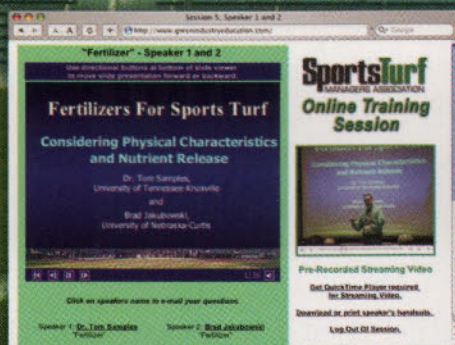 Session 5, Speaker 1 and 2
Google
"Fertilizer" - Speaker 1 and 2
Use directional buttons at bottom of slide viewer
to move slide presentation forward or backward.
Fertilizers For Sports Turf
Considering Physical Characteristics
and Nutrient Release
Dr. Tom Samples,
University of Tennessee-Knoxville
and
Brad Jakubowski,
University of Nebraska-Curtis
Click on speakers name to e-mail your questions.
Speaker 1: Dr. Tom Samples
"Fertilizer"
Speaker 2: Brad Jakubowski
"Fertilizer"
SportsTurf
MANAGERS ASSOCIATION
Online Training
Session
Pre-Recorded Streaming Video
Get QuickTime Player required
for Streaming Video.
Download or print speaker's handouts.
Log Out Of Session.